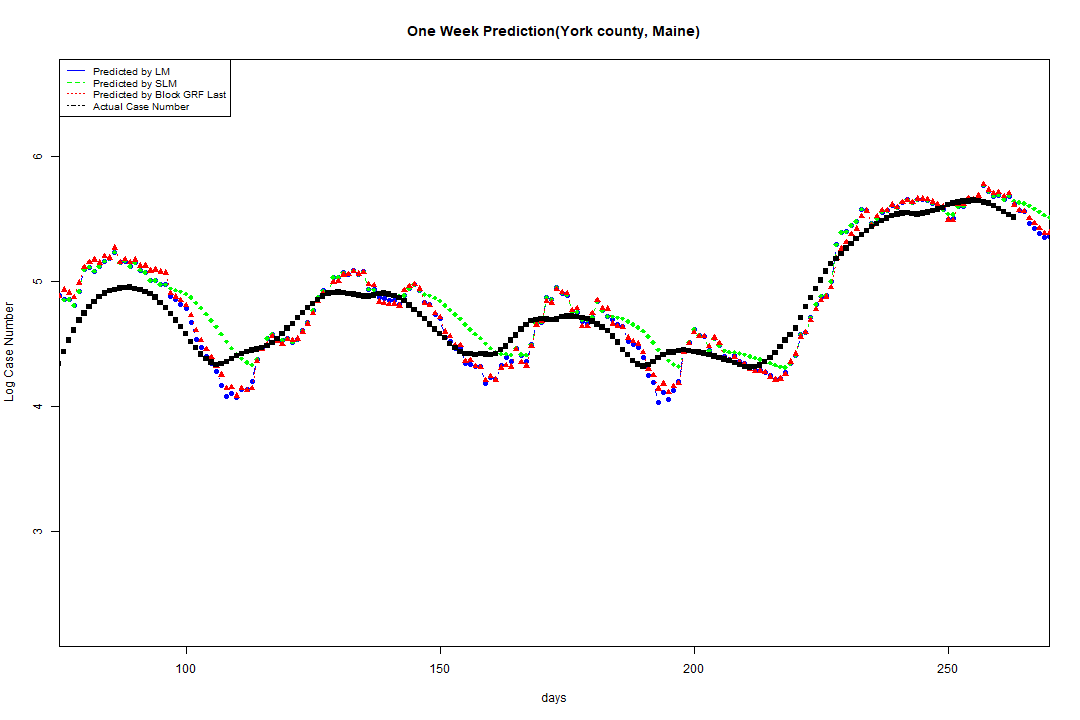 One Week Prediction(York county, Maine)
Predicted by LM
Predicted by SLM
Predicted by Block GRF Last
Actual Case Number
6
5
4
3
Log Case Number
100 150 200 250
days